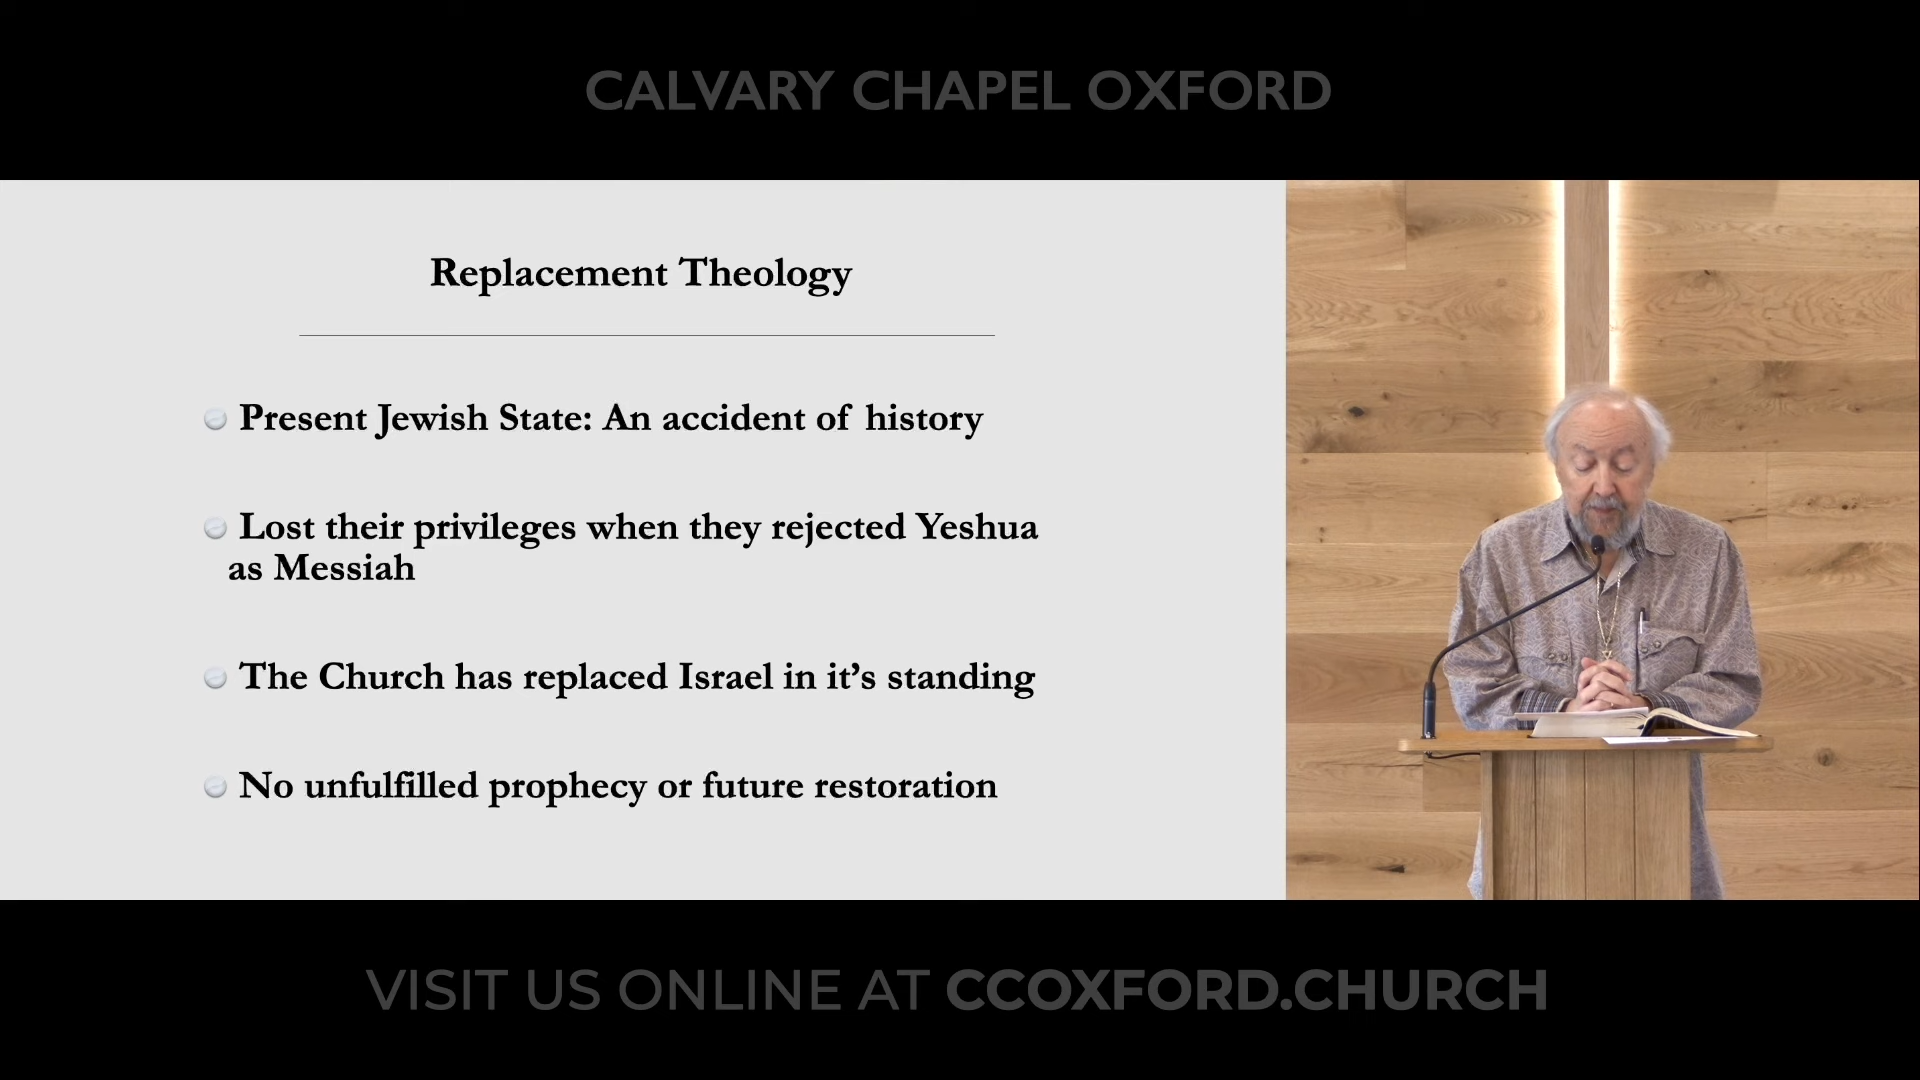 CALVARY CHAPEL OXFORD
Replacement Theology
Present Jewish State: An accident of history
Lost their privileges when they rejected Yeshua
as Messiah
The Church has replaced Israel in it’s standing
No unfulfilled prophecy or future restoration
VISIT US ONLINE AT CCOXFORD.CHURCH